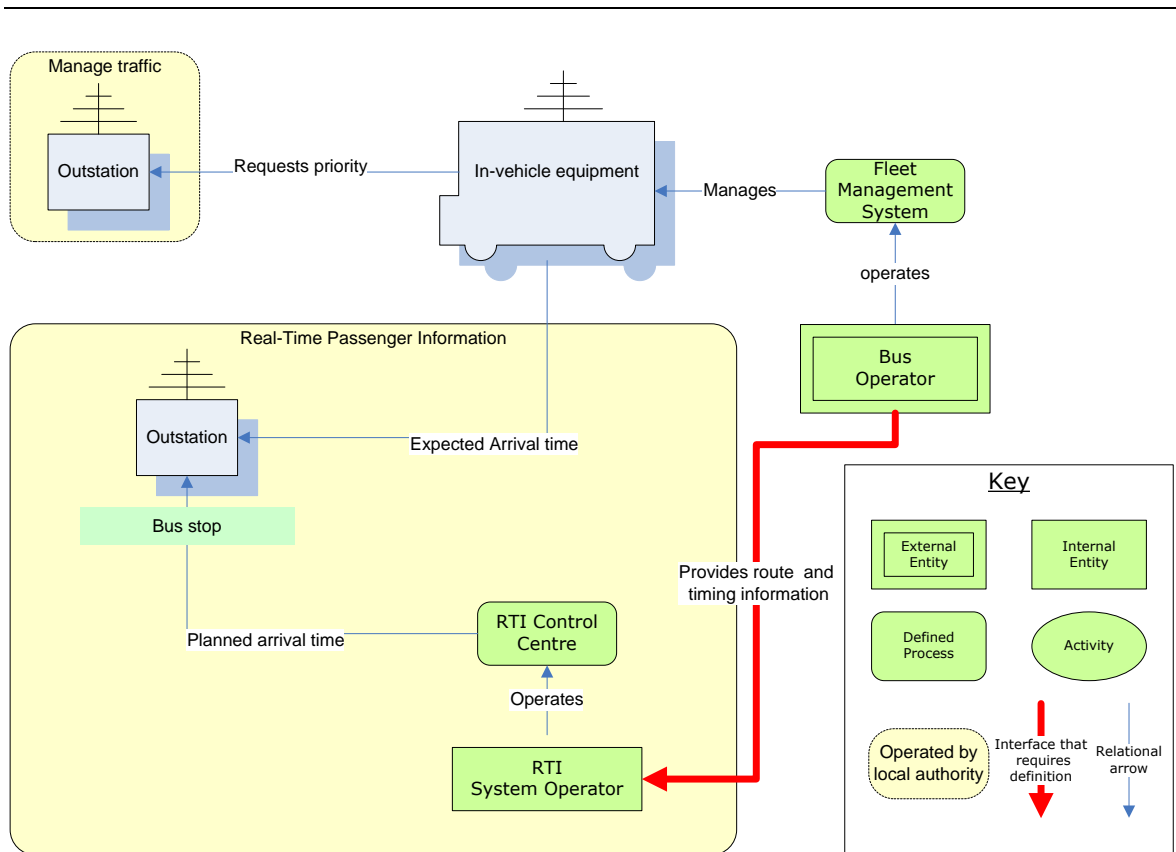 Manage traffic
Outstation
Requests priority
In-vehicle equipment
Manages
Fleet
Management
System
operates
Bus
Operator
Real-Time Passenger Information
Outstation
Expected Arrival time
Bus stop
Provides route and
timing information
Planned arrival time
RTI Control
Centre
Operates
RTI
System Operator
Key
External
Entity
Internal
Entity
Defined
Process
Activity
Operated by
local authority
Interface that
requires
definition
Relational
arrow